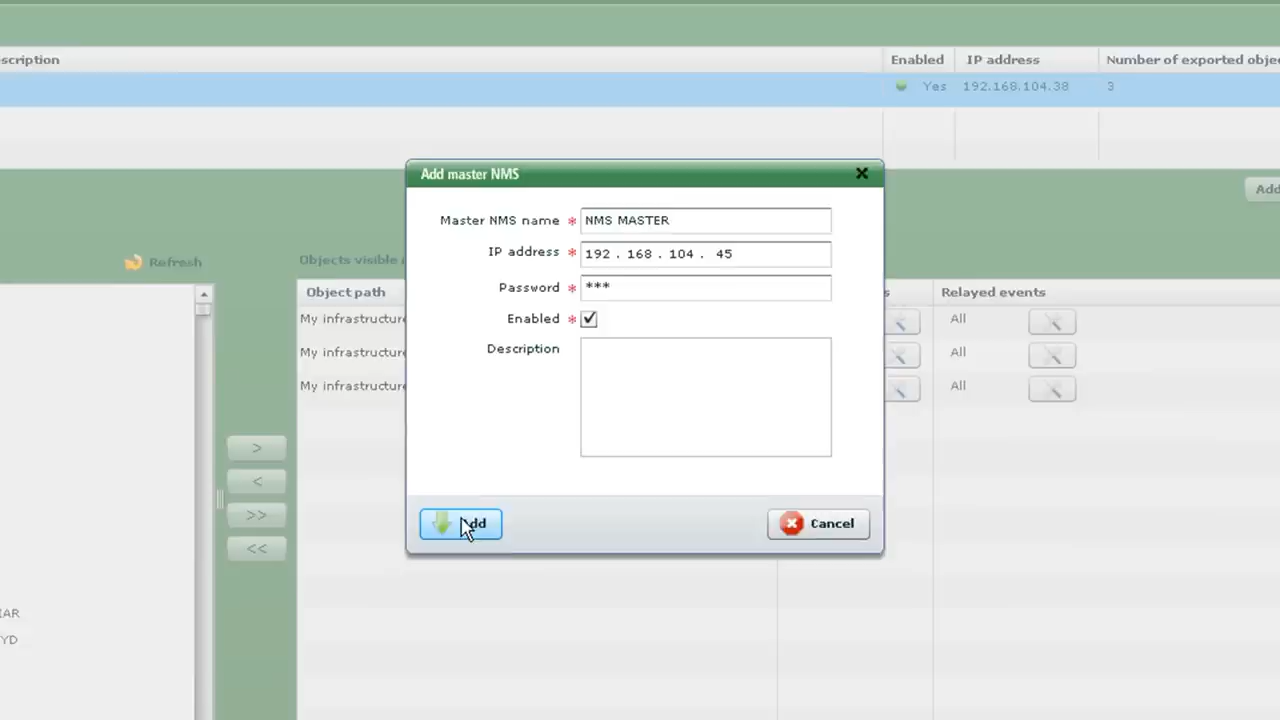 scription Enabled IP address Number of exported objec
Yes 192.168.104.38 3
Add master NMS
Add
Master NMS name * NMS MASTER
IP address * 192 . 168 . 104 . 45
Refresh Objects visible
Password * ***
Object path s Relayed events
Enabled *
My infrastructure All
Description
My infrastructure All
My infrastructure All
>
<
>>
Add Cancel
<<
IAR
YD